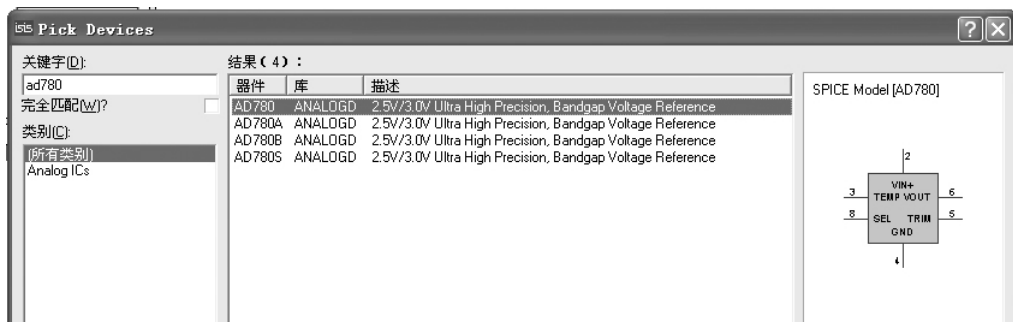 isis Pick Devices
关键字(D):
ad780
完全匹配(W)?
类别(C):
(所有类别)
Analog ICs
结果(4):
器件 库 描述
AD780 ANALOGD 2.5V/3.0V Ultra High Precision, Bandgap Voltage Reference
AD780A ANALOGD 2.5V/3.0V Ultra High Precision, Bandgap Voltage Reference
AD780B ANALOGD 2.5V/3.0V Ultra High Precision, Bandgap Voltage Reference
AD780S ANALOGD 2.5V/3.0V Ultra High Precision, Bandgap Voltage Reference
SPICE Model [AD780]
2
VIN+
3 TEMP VOUT 6
8 SEL TRIM 5
GND
4